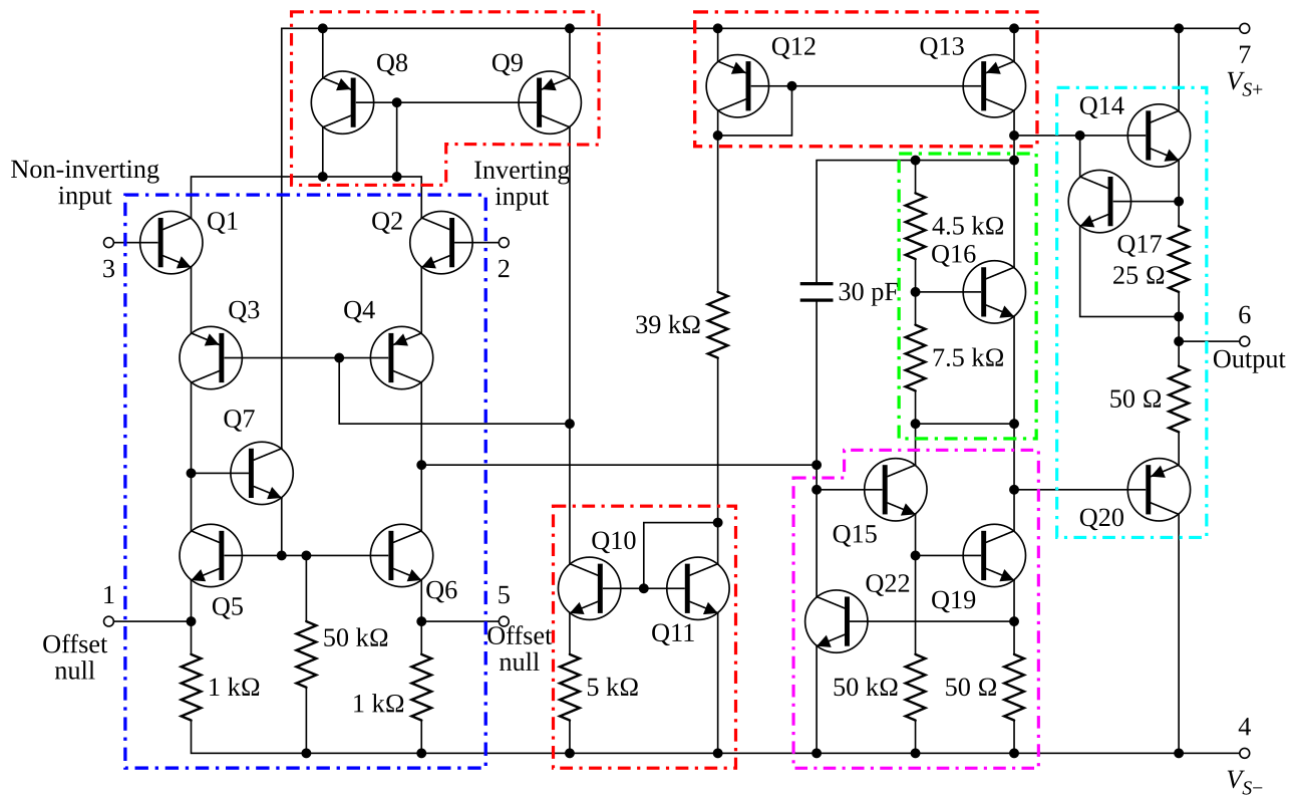 Q8
Q9
Q12
Q13
7
V_S+
Q14
Non-inverting
input
Inverting
input
Q1
Q2
3
2
4.5 kΩ
Q16
Q17
25 Ω
30 pF
Q3
Q4
39 kΩ
7.5 kΩ
6
Output
50 Ω
Q7
Q15
Q20
Q10
Q22
Q19
1
Q5
Q6
5
Offset
null
50 kΩ
Offset
null
Q11
1 kΩ
1 kΩ
5 kΩ
50 kΩ
50 Ω
4
V_S−